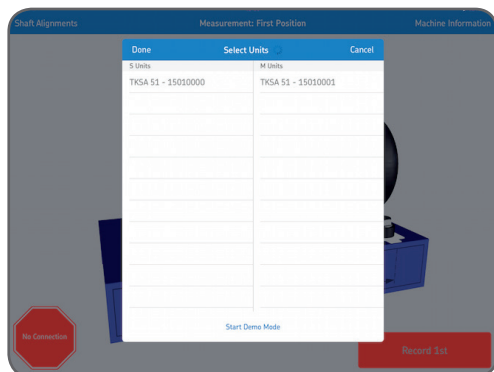 Shaft Alignments Measurement: First Position Machine Information
Done Select Units Cancel
S Units M Units
TKSA 51 - 15010000 TKSA 51 - 15010001
Start Demo Mode
No Connection
Record 1st